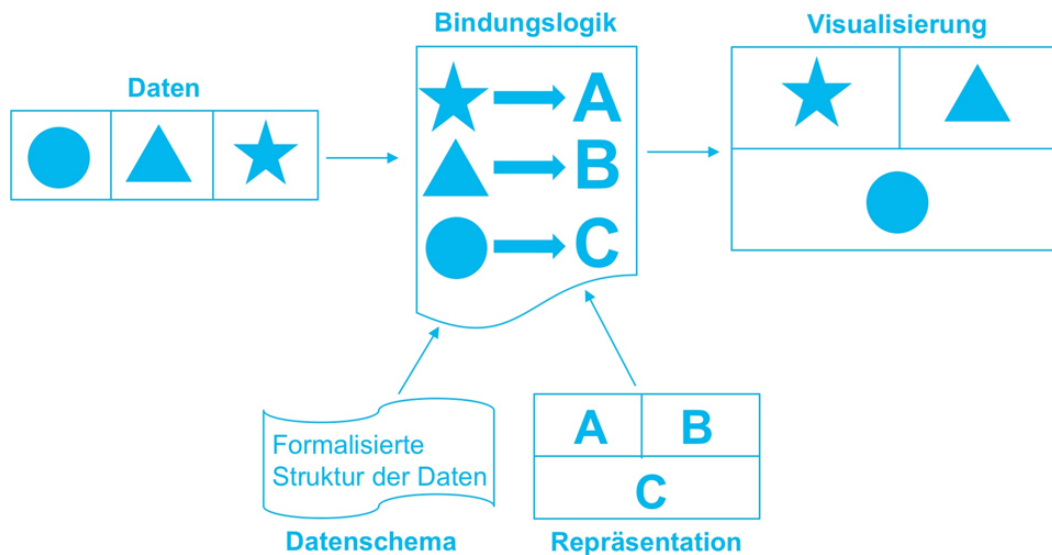 Daten
Bindungslogik
A
B
C
Visualisierung
Formalisierte
Struktur der Daten
Datenschema
A B
C
Repräsentation